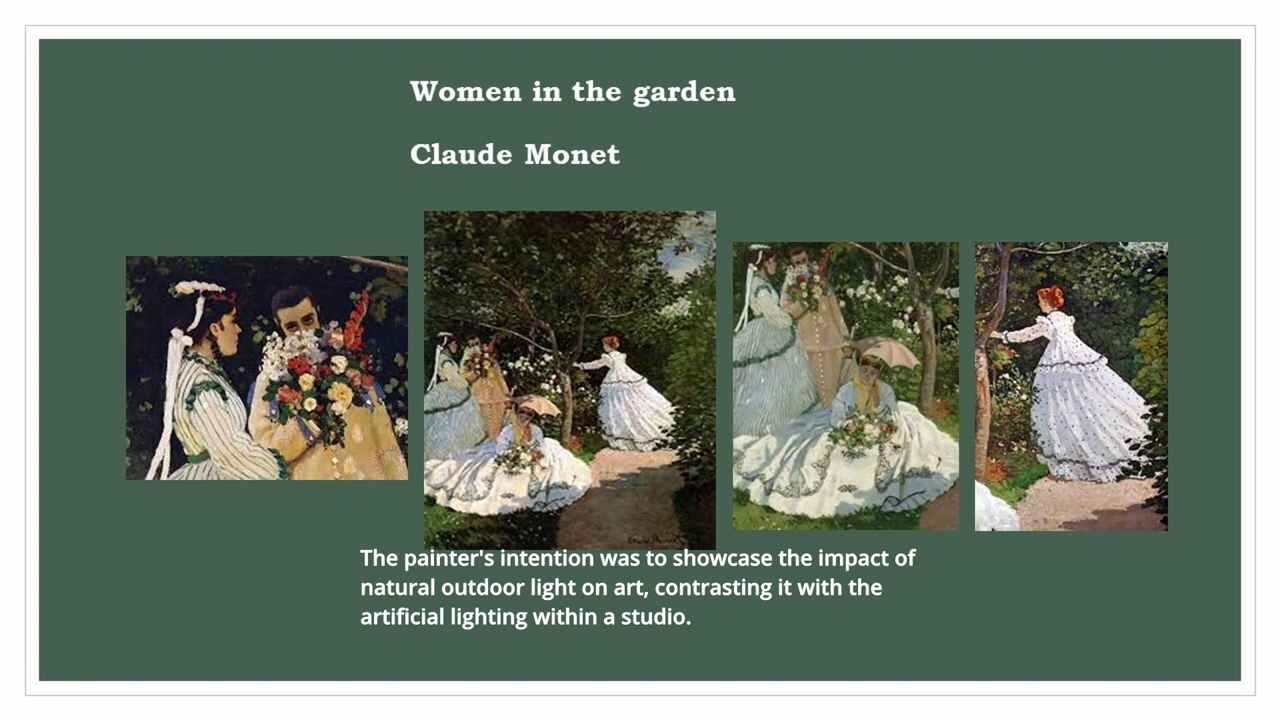 Women in the garden
Claude Monet
The painter's intention was to showcase the impact of
natural outdoor light on art, contrasting it with the
artificial lighting within a studio.